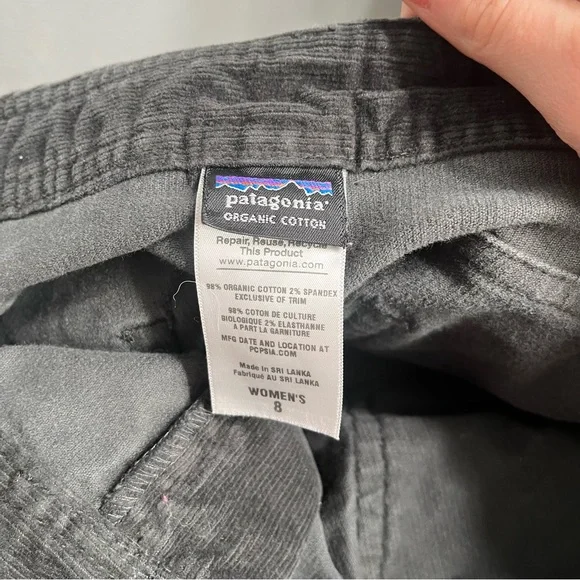 patagonia®
ORGANIC COTTON
Repair, Reuse, Recycle
This Product
www.patagonia.com
98% ORGANIC COTTON 2% SPANDEX
EXCLUSIVE OF TRIM
98% COTON DE CULTURE
BIOLOGIQUE 2% ELASTHANNE
A PART LA GARNITURE
MFG DATE AND LOCATION AT
PCPSIA.COM
Made in SRI LANKA
Fabriqué AU SRI LANKA
WOMEN'S
8